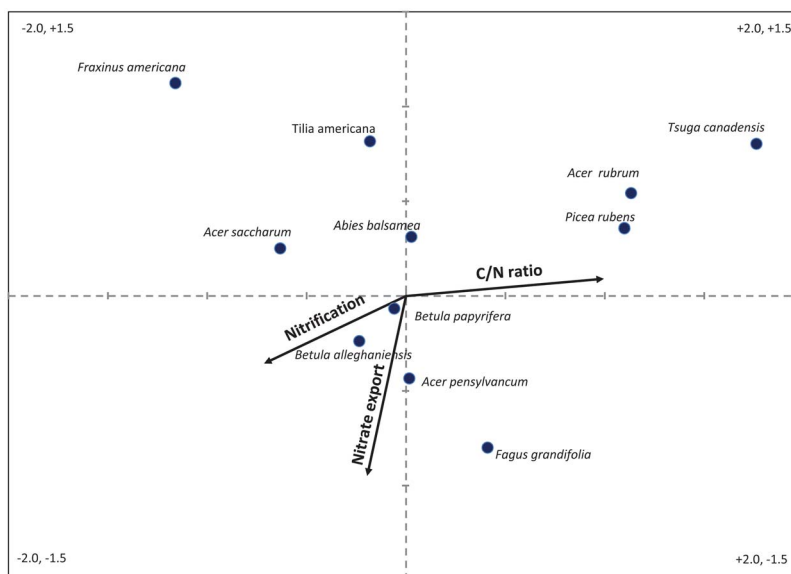 -2.0, +1.5
+2.0, +1.5
Fraxinus americana
Tilia americana
Tsuga canadensis
Acer rubrum
Picea rubens
Abies balsamea
Acer saccharum
C/N ratio
Nitrification
Betula papyrifera
Betula alleghaniensis
Acer pensylvancum
Nitrate export
Fagus grandifolia
-2.0, -1.5
+2.0, -1.5